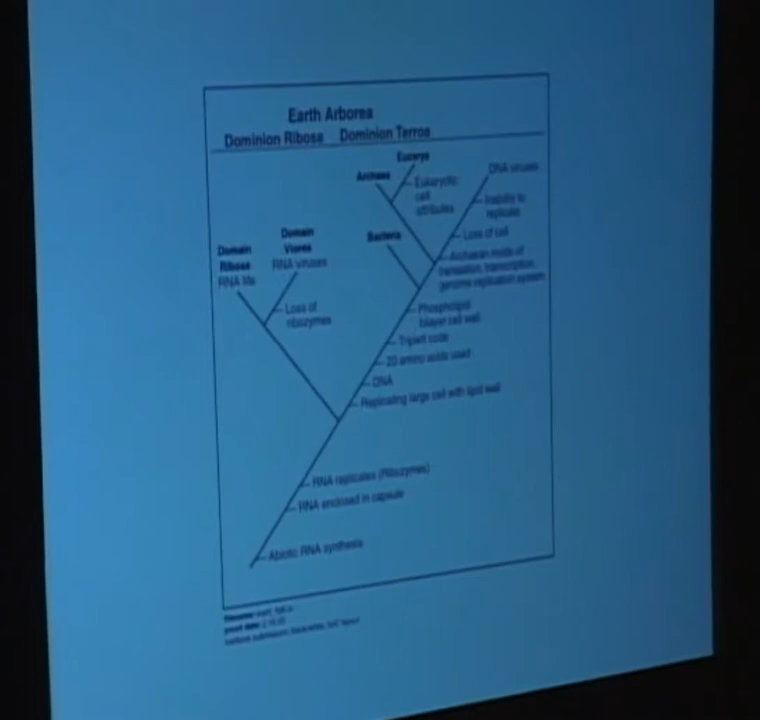 Earth Arborea
Dominion Ribosa Dominion Terroa
Eucarya
Archaea
DNA viruses
Eukaryotic
cell
attributes
Inability to
replicate
Bacteria
Loss of cell
Domain
Viorea
RNA viruses
Domain
Ribosa
RNA life
Archaean mode of
translation, transcription,
genome replication system
Loss of
ribozymes
Phospholipid
bilayer cell wall
Triplet code
20 amino acids used
DNA
Replicating large cell with lipid wall
RNA replicates (Ribozymes)
RNA enclosed in capsule
Abiotic RNA synthesis